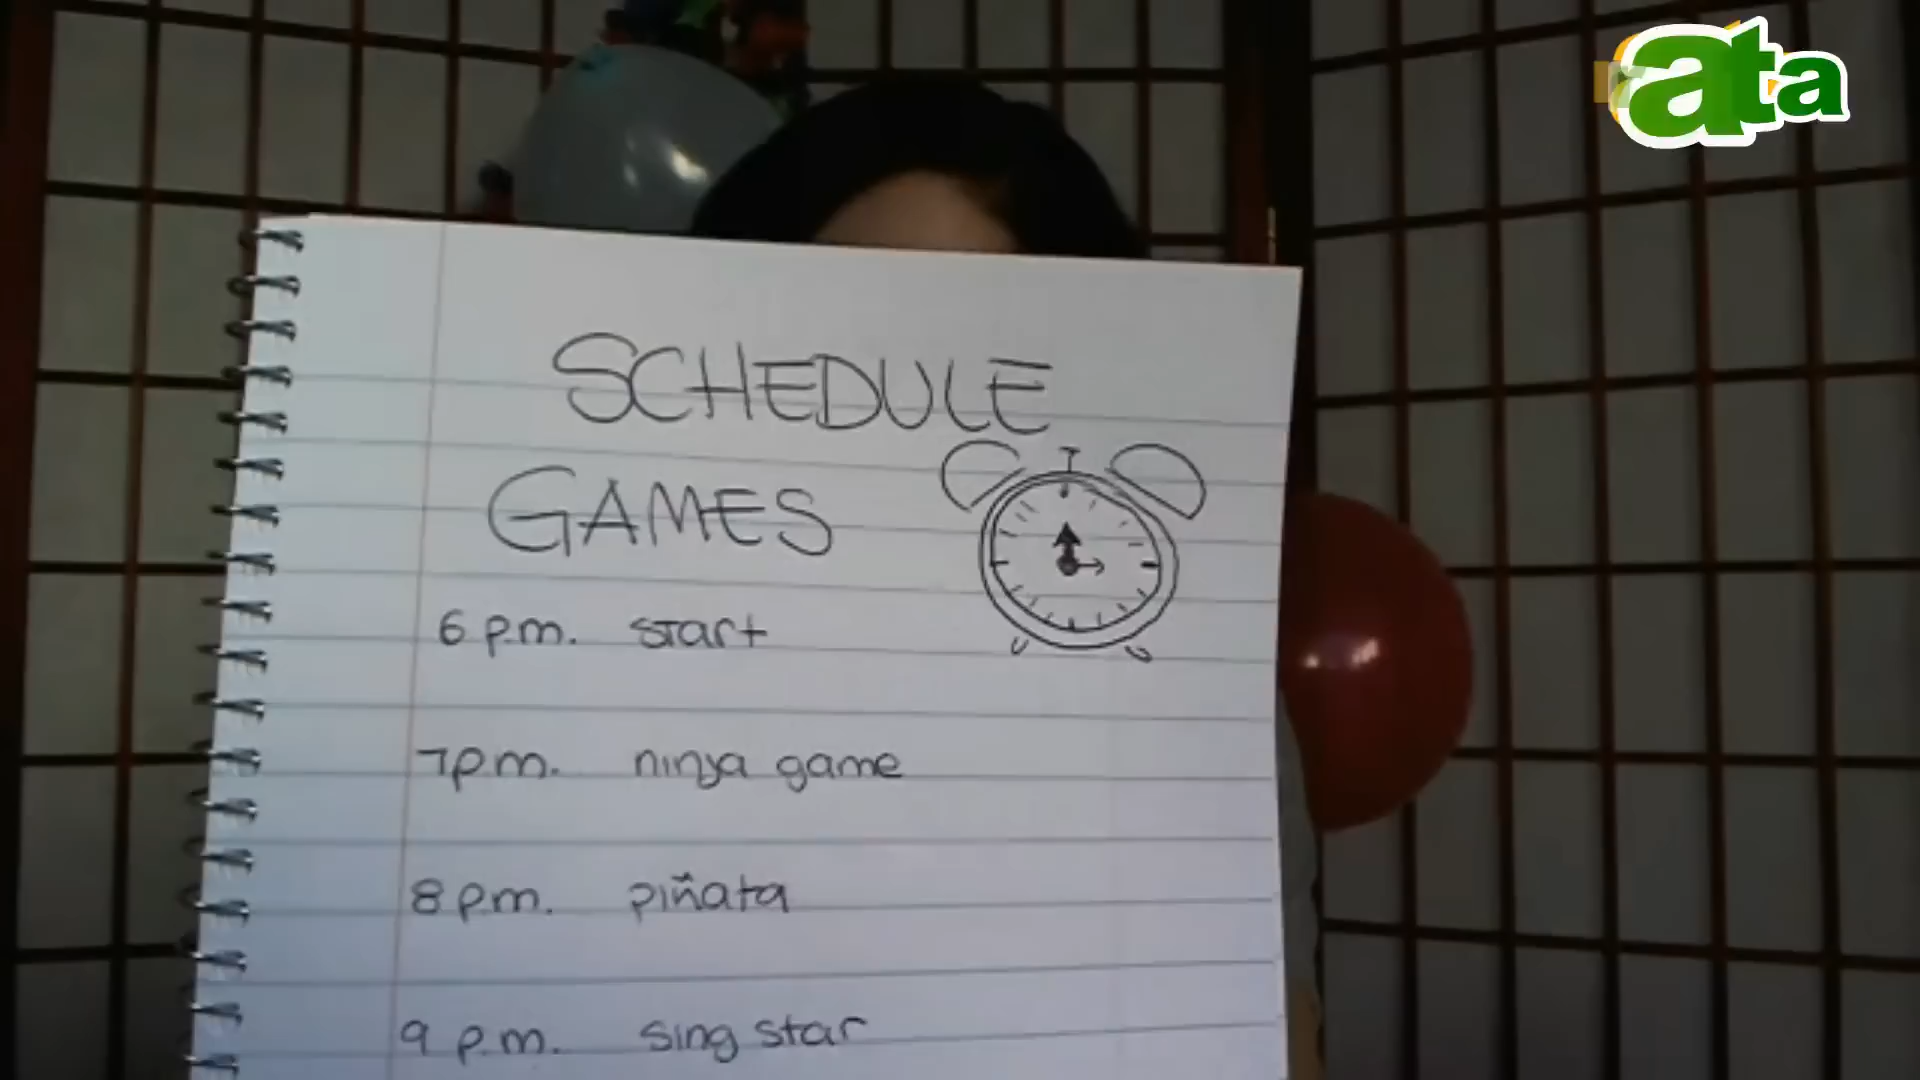 ata
SCHEDULE
GAMES
6 p.m. start
7 p.m. ninja game
8 p.m. piñata
9 p.m. sing star